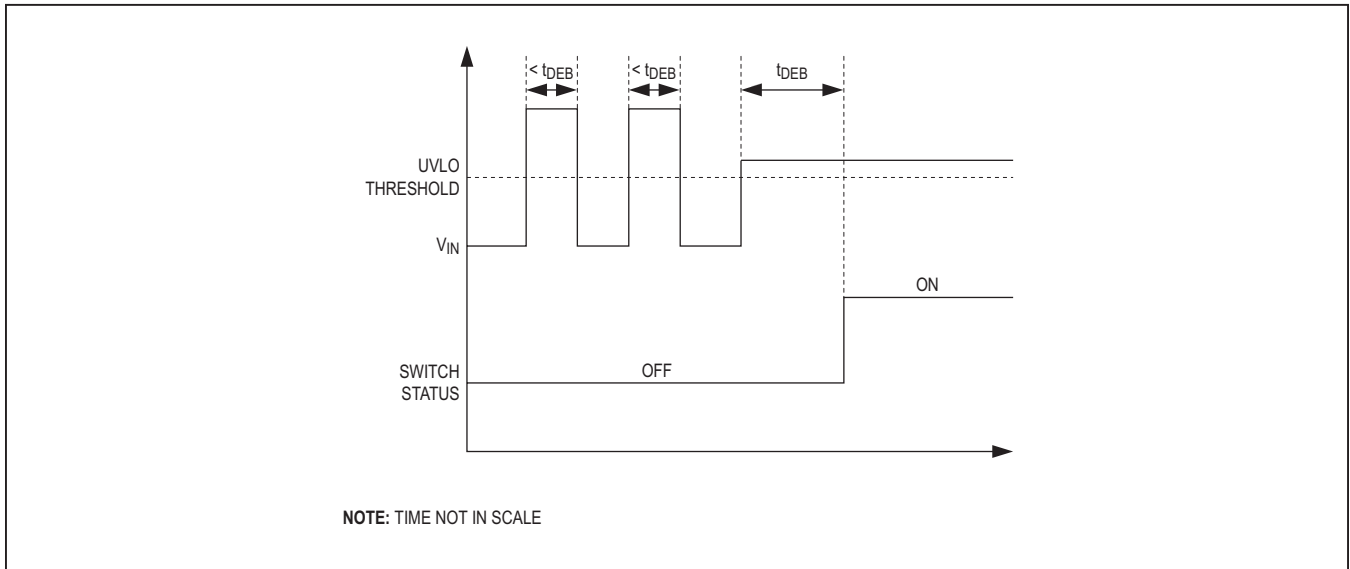 < tDEB
< tDEB
tDEB
UVLO
THRESHOLD
VIN
ON
SWITCH
STATUS
OFF
NOTE: TIME NOT IN SCALE